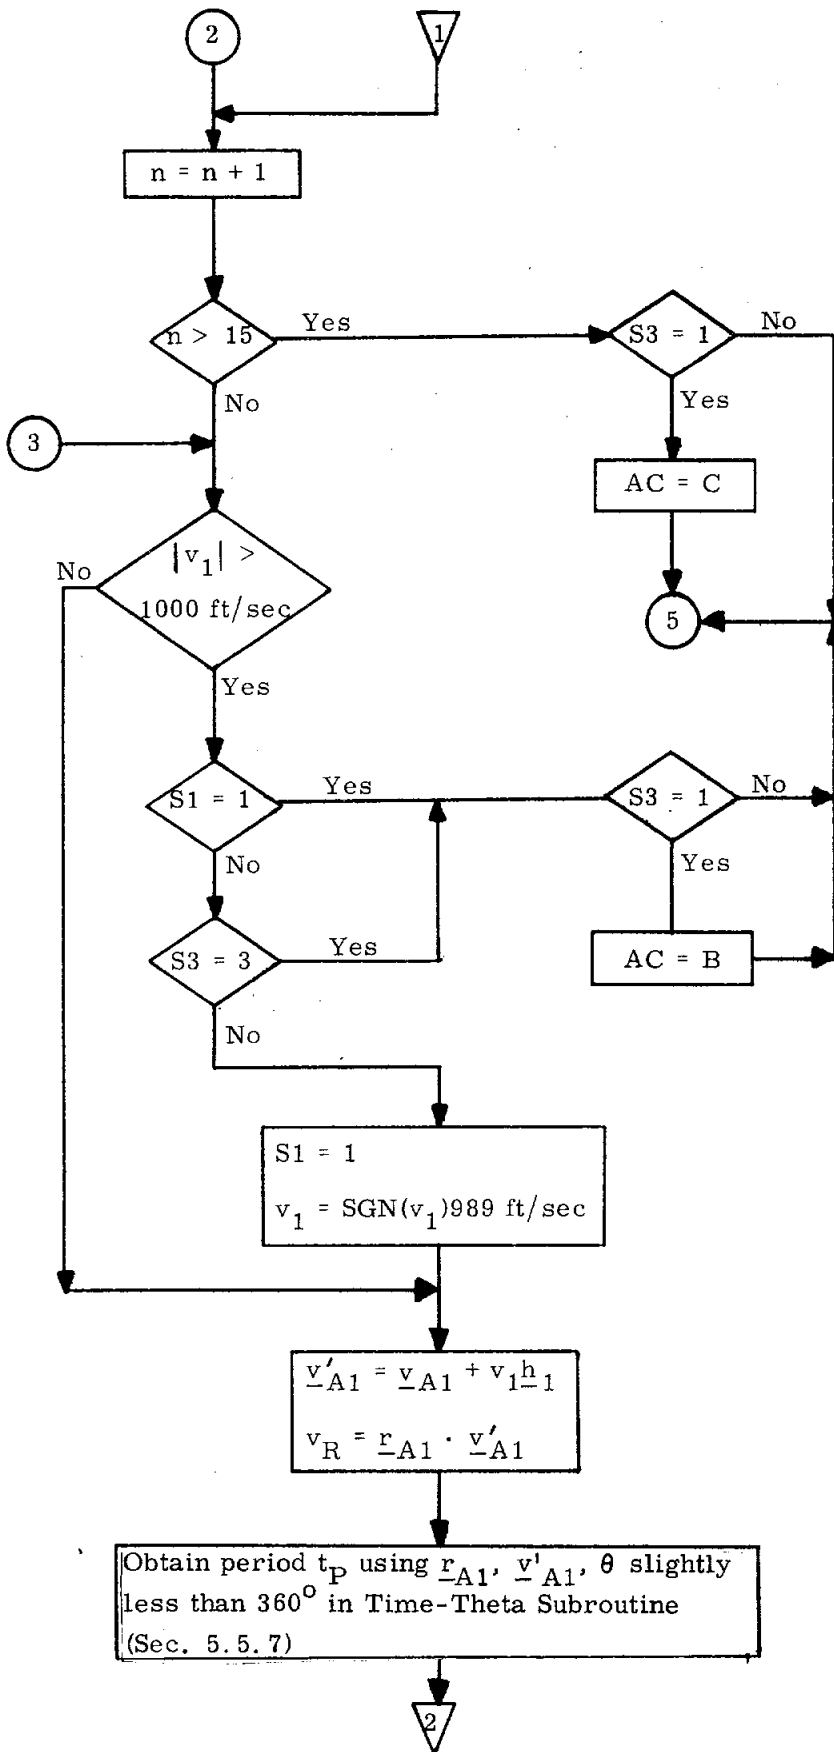 2
1
n = n + 1
n > 15
Yes
S3 = 1
No
No
Yes
3
AC = C
|v₁| >
No
1000 ft/sec
5
Yes
S1 = 1
Yes
S3 = 1
No
No
Yes
S3 = 3
Yes
AC = B
No
S1 = 1
v₁ = SGN(v₁)989 ft/sec
v′A1 = vA1 + v₁h₁
vR = rA1 · v′A1
Obtain period tP using rA1, v'A1, θ slightly
less than 360° in Time-Theta Subroutine
(Sec. 5.5.7)
2